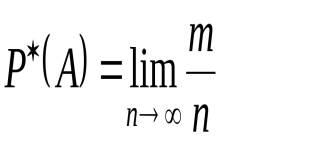 P*(A) = lim n→∞ m/n